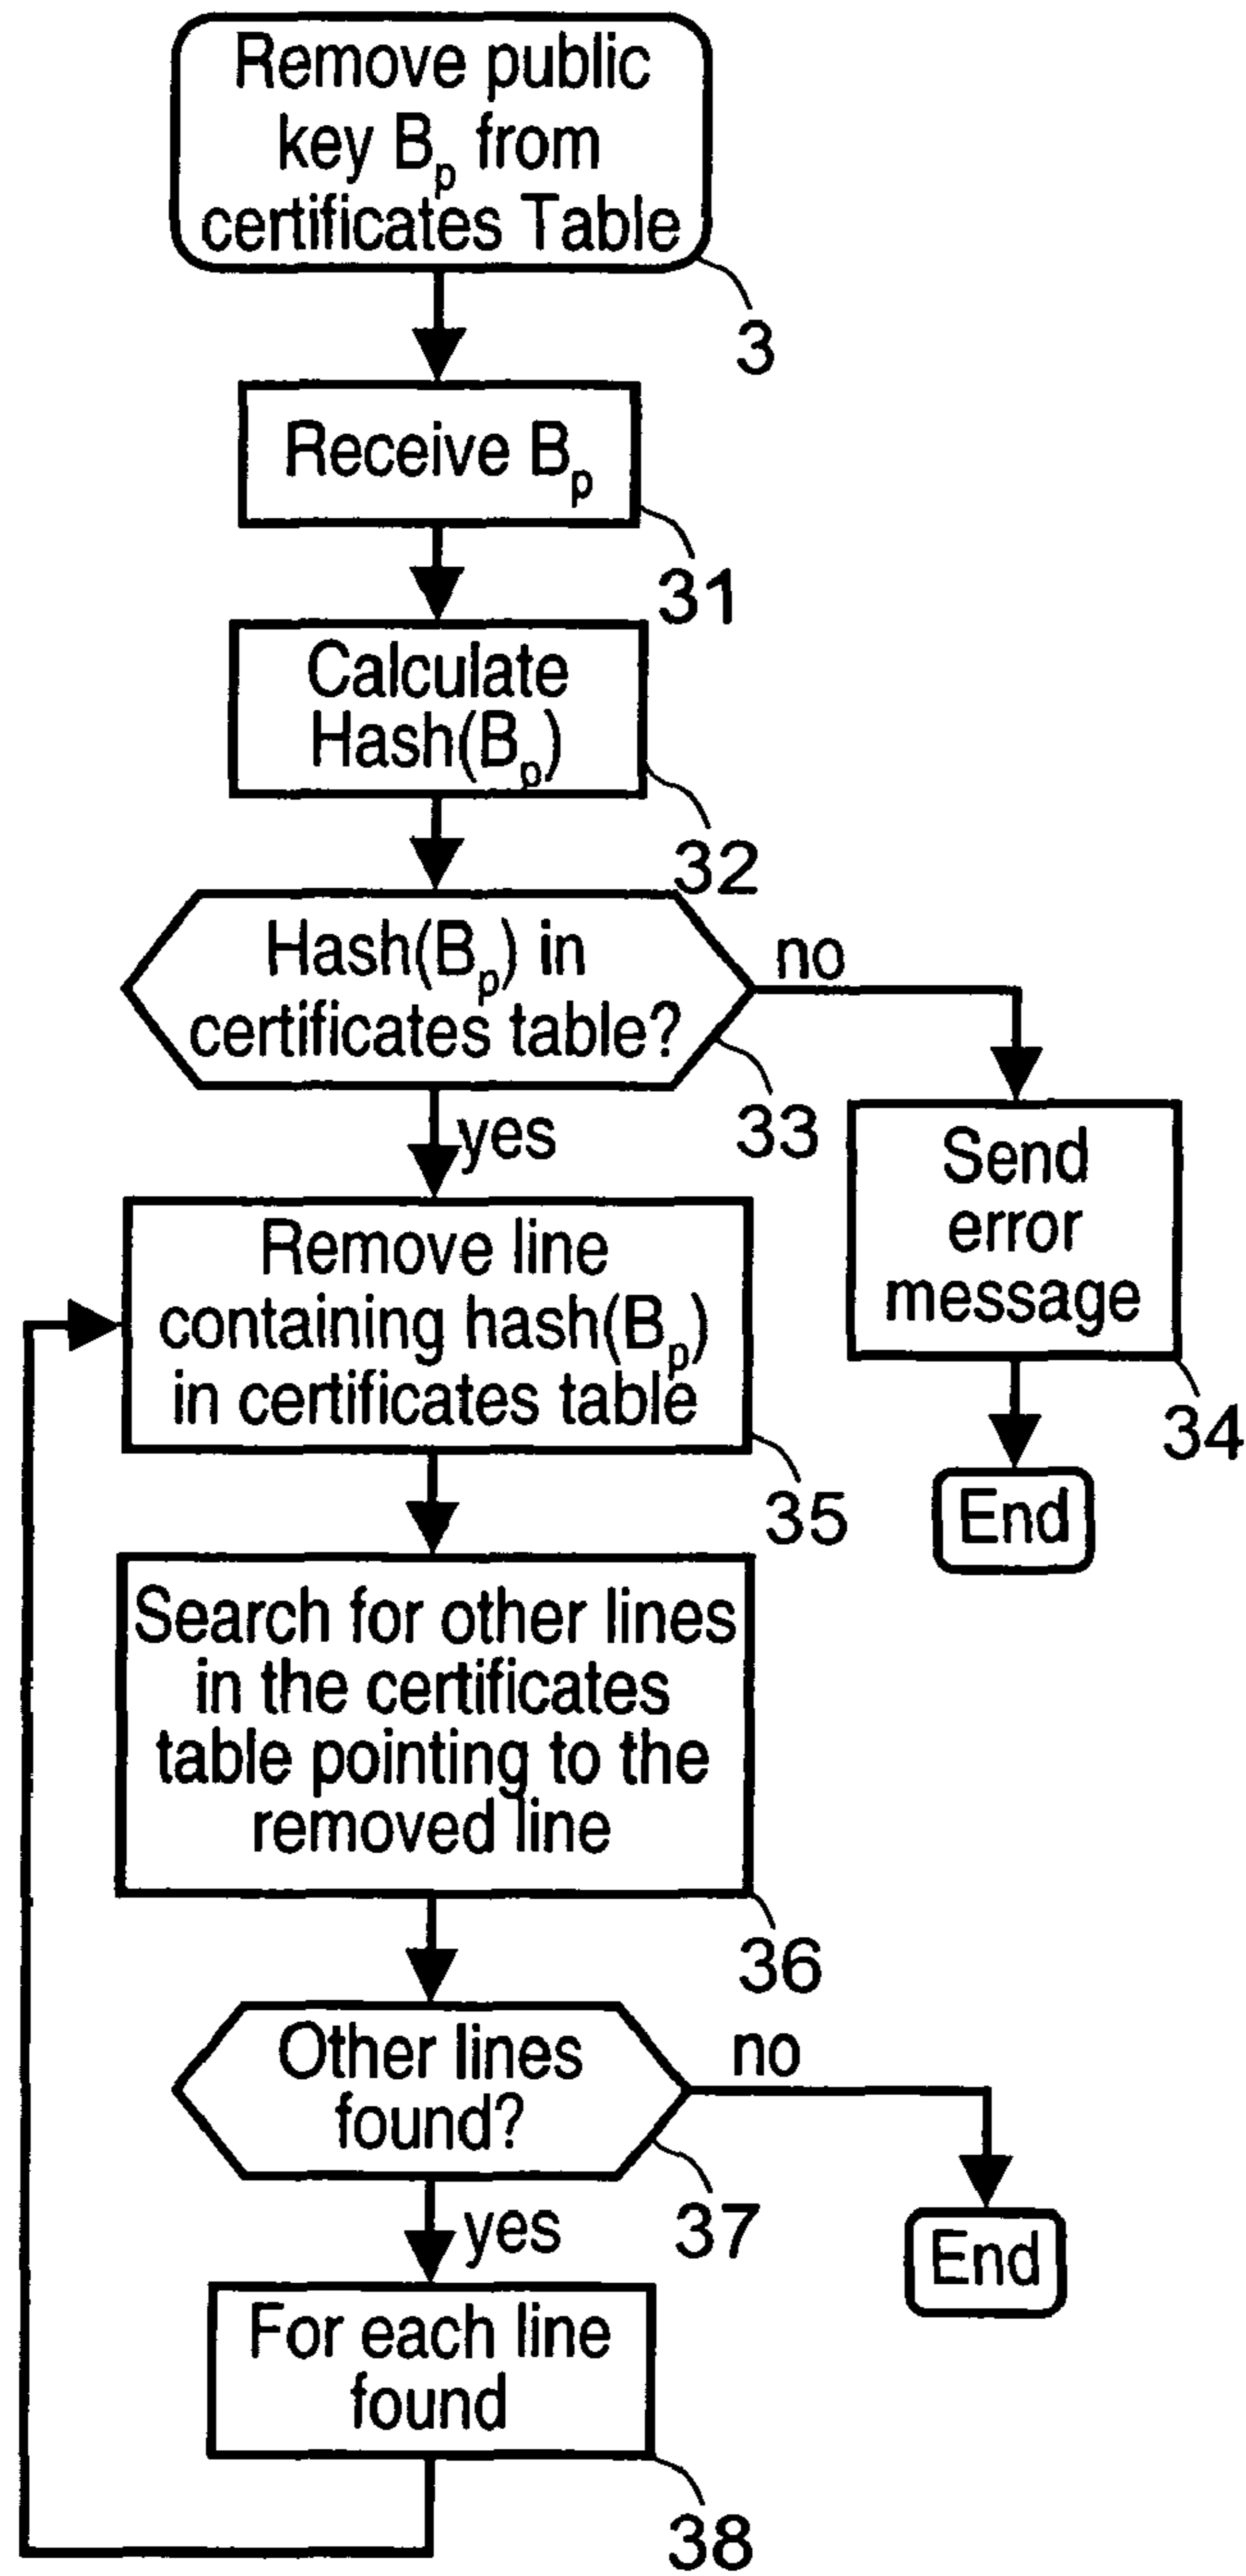 Remove public
key Bp from
certificates Table
3
Receive Bp
31
Calculate
Hash(Bp)
32
Hash(Bp) in
certificates table?
no
33
yes
Send
error
message
34
End
Remove line
containing hash(Bp)
in certificates table
35
Search for other lines
in the certificates
table pointing to the
removed line
36
Other lines
found?
no
37
yes
End
For each line
found
38